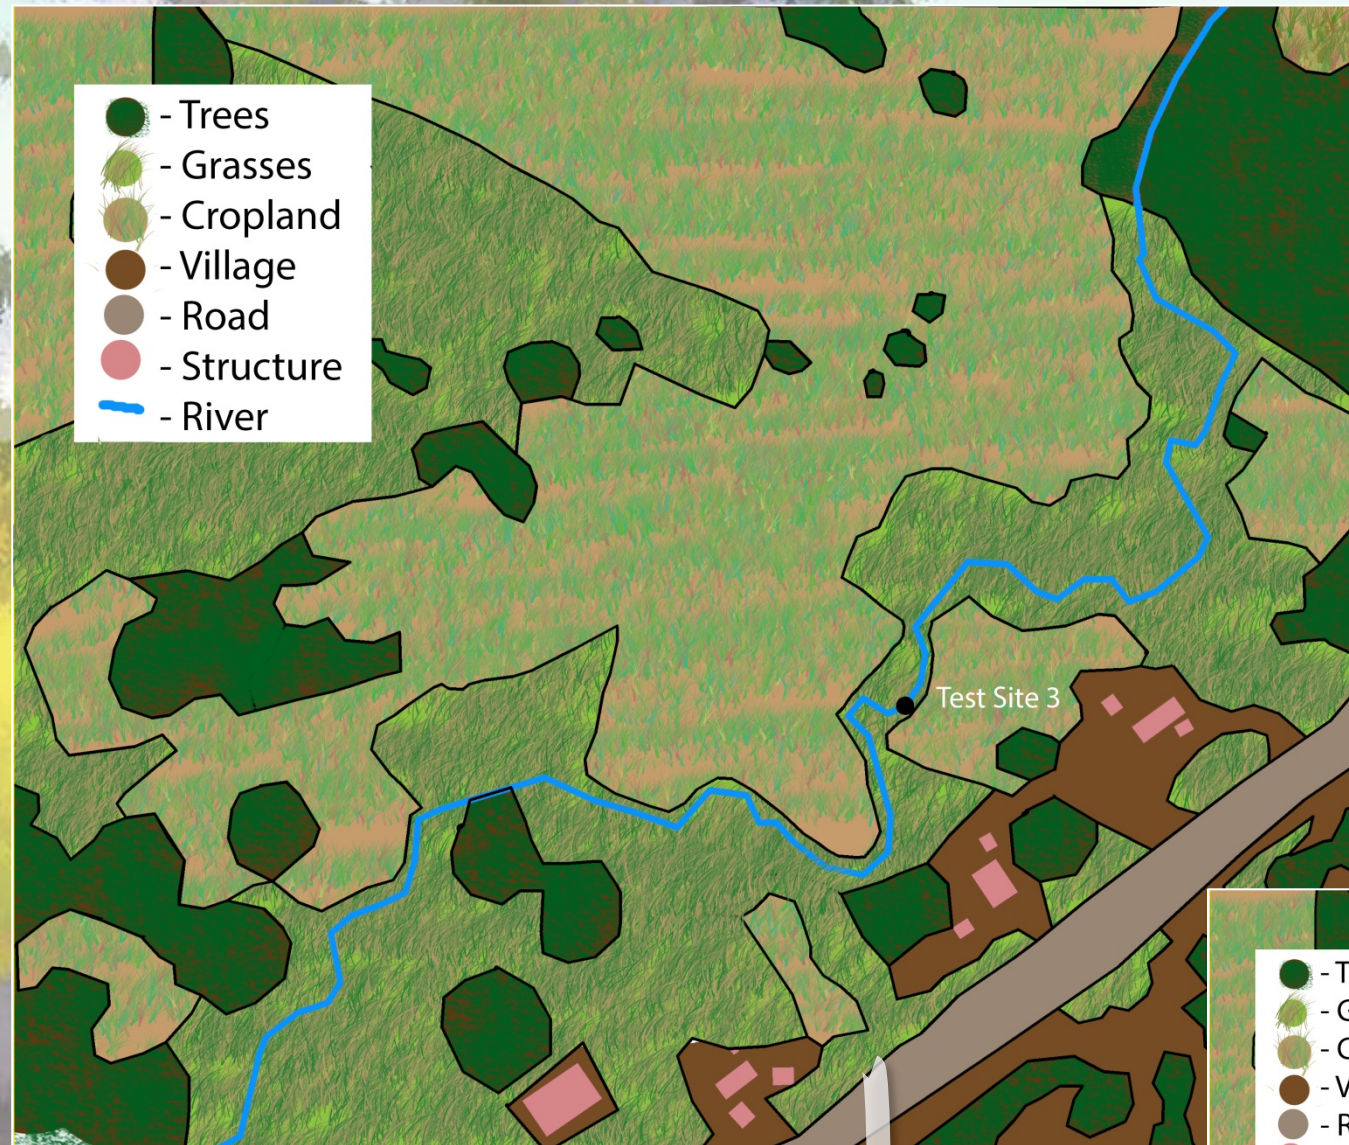 - Trees
- Grasses
- Cropland
- Village
- Road
- Structure
- River
Test Site 3